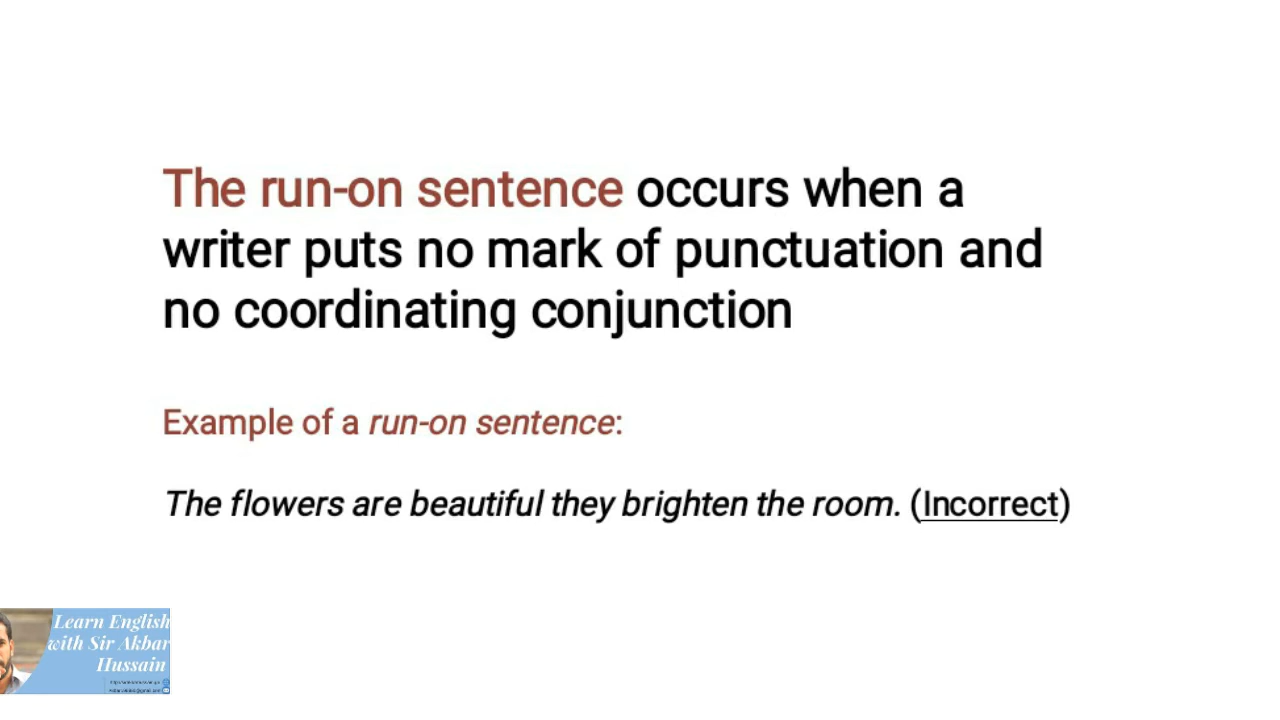 The run-on sentence occurs when a
writer puts no mark of punctuation and
no coordinating conjunction
Example of a run-on sentence:
The flowers are beautiful they brighten the room. (Incorrect)
Learn English
with Sir Akbar
Hussain